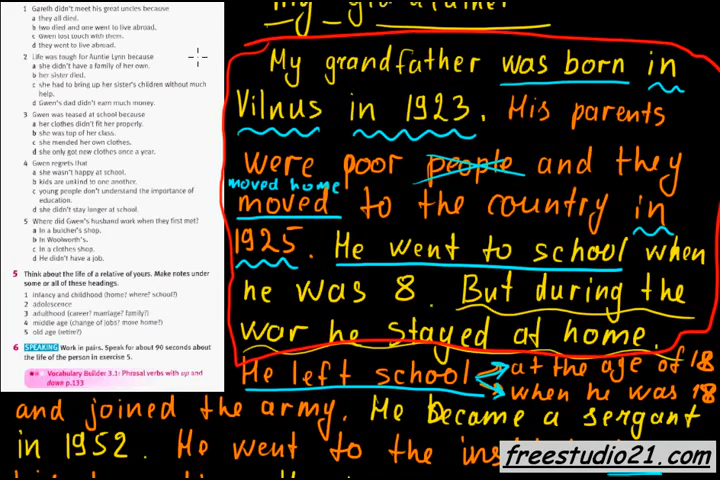 1 Gareth didn't meet his great uncles because
a they all died.
b two died and one went to live abroad.
c Gwen lost touch with them.
d they went to live abroad.
2 Life was tough for Auntie Lynn because
a she didn't have a family of her own.
b her sister died.
c she had to bring up her sister's children without much
help.
d Gwen's dad didn't earn much money.
3 Gwen was teased at school because
a her clothes didn't fit her properly.
b she was top of her class.
c she mended her own clothes.
d she only got new clothes once a year.
4 Gwen regrets that
a she wasn't happy at school.
b kids are unkind to one another.
c young people don't understand the importance of
education.
d she didn't stay longer at school.
5 Where did Gwen's husband work when they first met?
a In a butcher's shop.
b In Woolworth's.
c In a clothes shop.
d He didn't have a job.
5 Think about the life of a relative of yours. Make notes under
some or all of these headings.
1 infancy and childhood (home? where? school?)
2 adolescence
3 adulthood (career? marriage? family?)
4 middle age (change of jobs? move home?)
5 old age (retire?)
6 SPEAKING Work in pairs. Speak for about 90 seconds about
the life of the person in exercise 5.
Vocabulary Builder 3.1: Phrasal verbs with up and
down p.133
My grandfather was born in
Vilnus in 1923. His parents
were poor people and they
moved home
moved to the country in
1925. He went to school when
he was 8. But during the
war he stayed at home.
He left school at the age of 18
when he was 18
and joined the army. He became a sergant
in 1952. He went to the
freestudio21.com